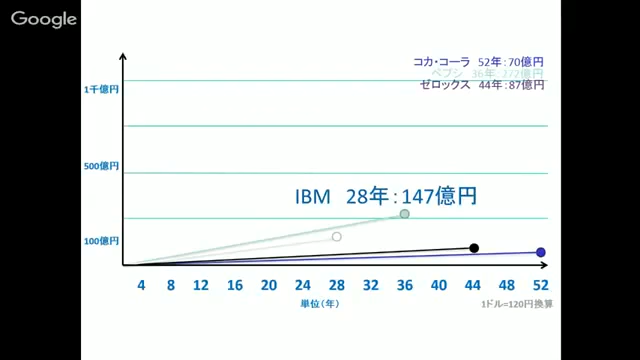 Google
コカ・コーラ 52年：70億円
ペプシ 36年：272億円
ゼロックス 44年：87億円
1千億円
500億円
IBM 28年：147億円
100億円
4 8 12 16 20 24 28 32 36 40 44 48 52
単位（年）
1ドル=120円換算